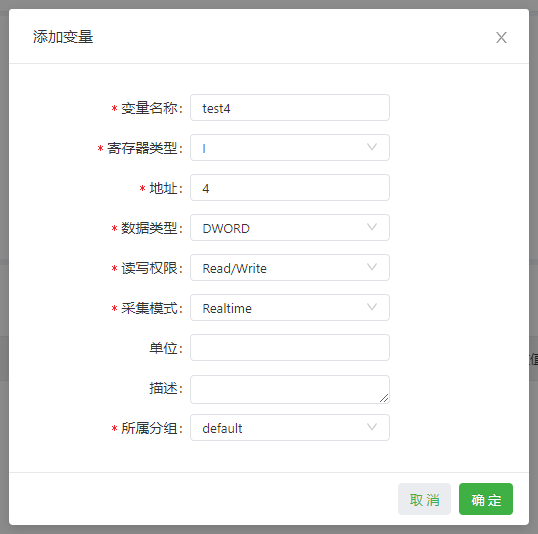 添加变量
* 变量名称: test4
* 寄存器类型: I
* 地址: 4
* 数据类型: DWORD
* 读写权限: Read/Write
* 采集模式: Realtime
单位:
描述:
* 所属分组: default
取 消 确 定
值